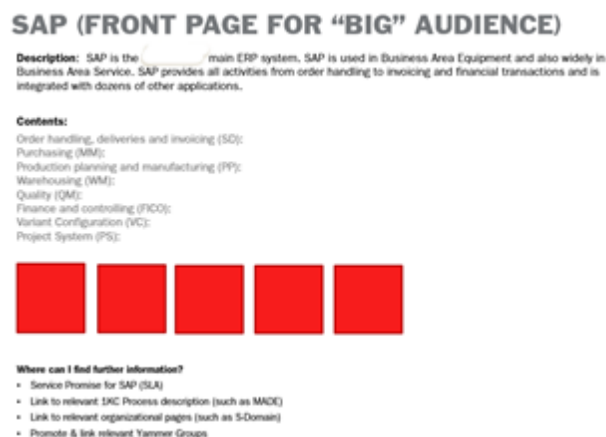 SAP (FRONT PAGE FOR “BIG” AUDIENCE)
Description: SAP is the main ERP system. SAP is used in Business Area Equipment and also widely in
Business Area Service. SAP provides all activities from order handling to invoicing and financial transactions and is
integrated with dozens of other applications.
Contents:
Order handling, deliveries and invoicing (SD):
Purchasing (MM):
Production planning and manufacturing (PP):
Warehousing (WM):
Quality (QM):
Finance and controlling (FICO):
Variant Configuration (VC):
Project System (PS):
Where can I find further information?
• Service Promise for SAP (SLA)
• Link to relevant 1KC Process description (such as MADE)
• Link to relevant organizational pages (such as S-Domain)
• Promote & link relevant Yammer Groups